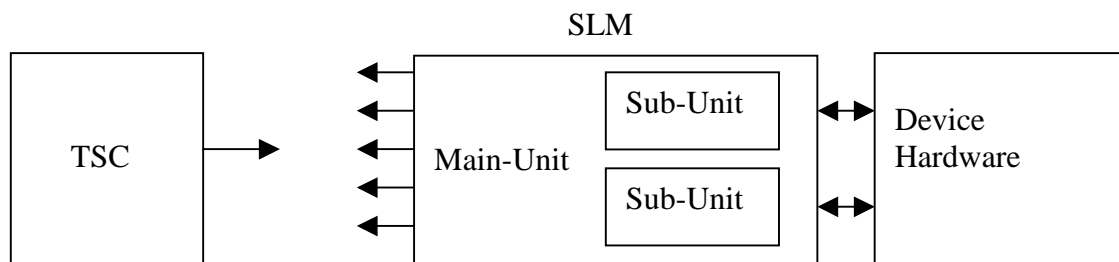 SLM
TSC
Main-Unit
Sub-Unit
Sub-Unit
Device
Hardware